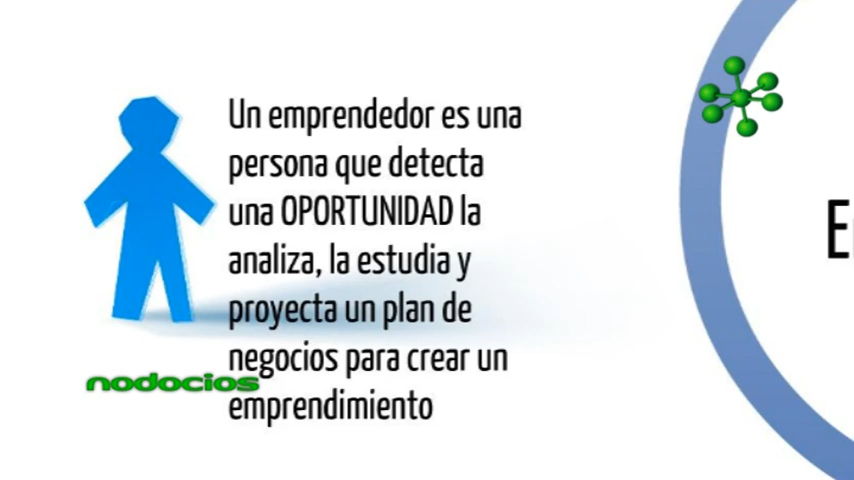 Un emprendedor es una
persona que detecta
una OPORTUNIDAD la
analiza, la estudia y
proyecta un plan de
negocios para crear un
emprendimiento
nodocios